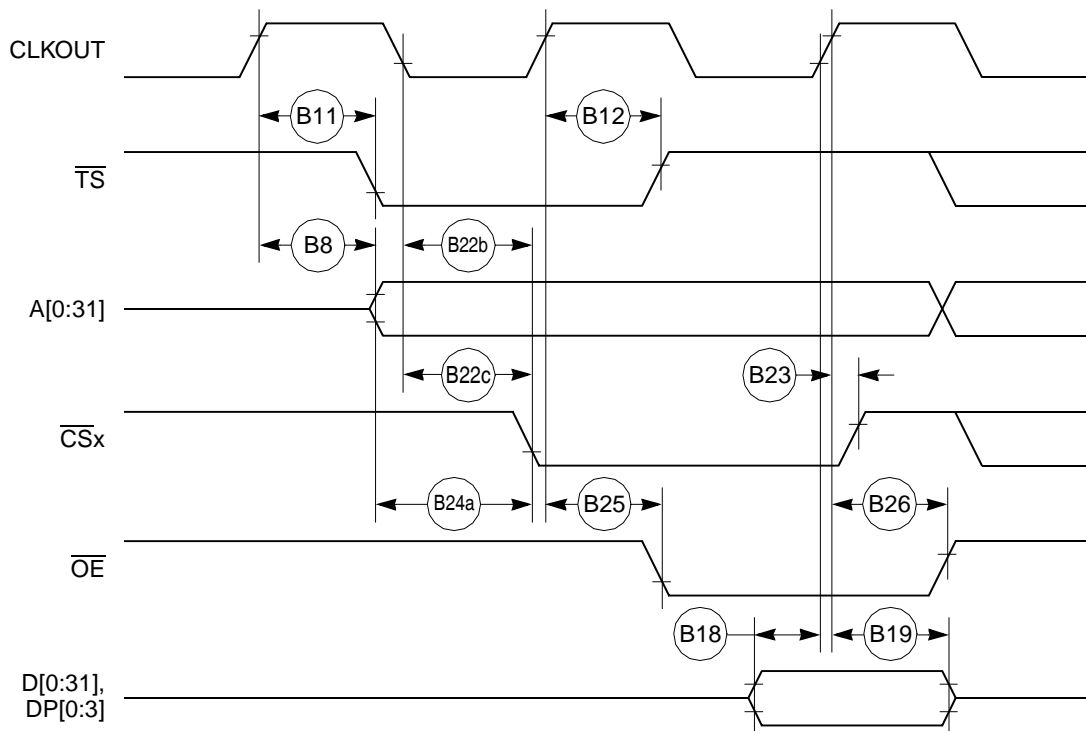 CLKOUT
B11
B12
TS
B8
B22b
A[0:31]
B22c
B23
CSx
B24a
B25
B26
OE
B18
B19
D[0:31],
DP[0:3]